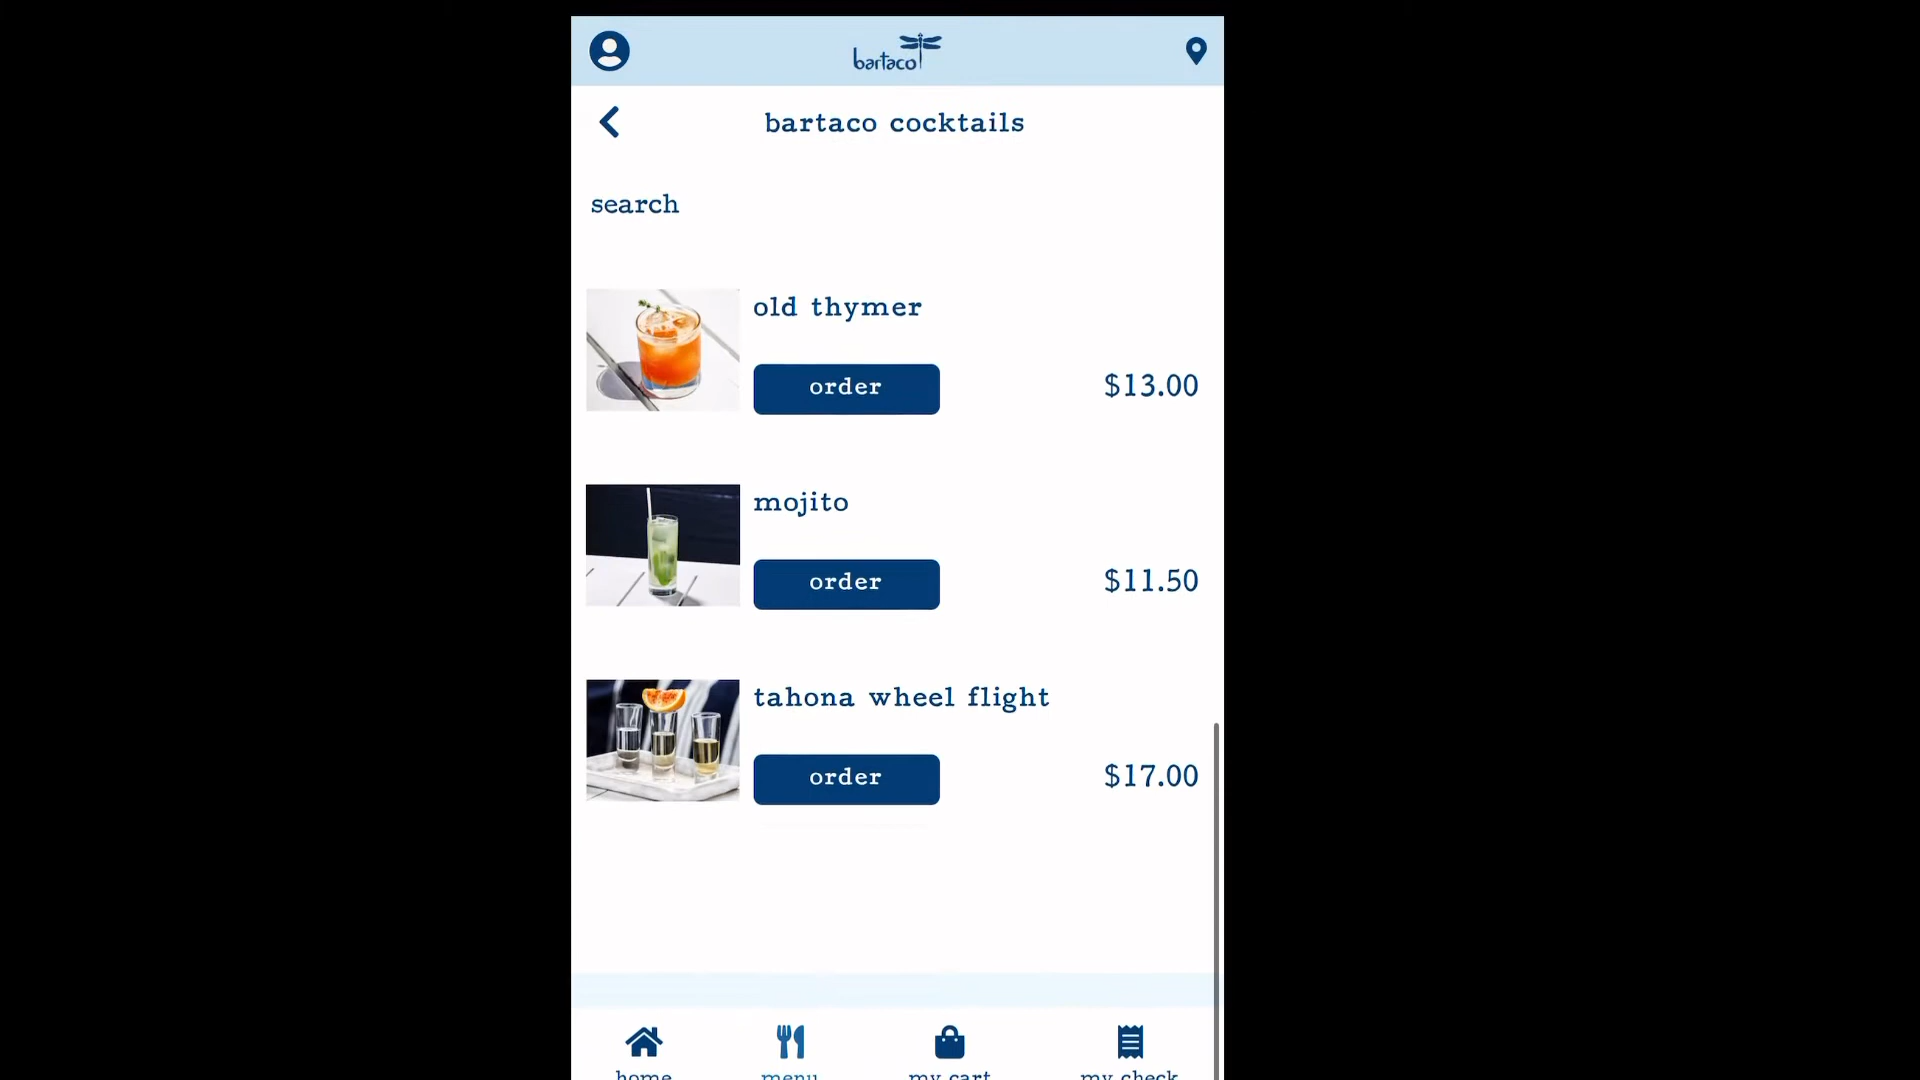 bartaco
bartaco cocktails
search
old thymer
order
$13.00
mojito
order
$11.50
tahona wheel flight
order
$17.00
home
menu
my cart
my check